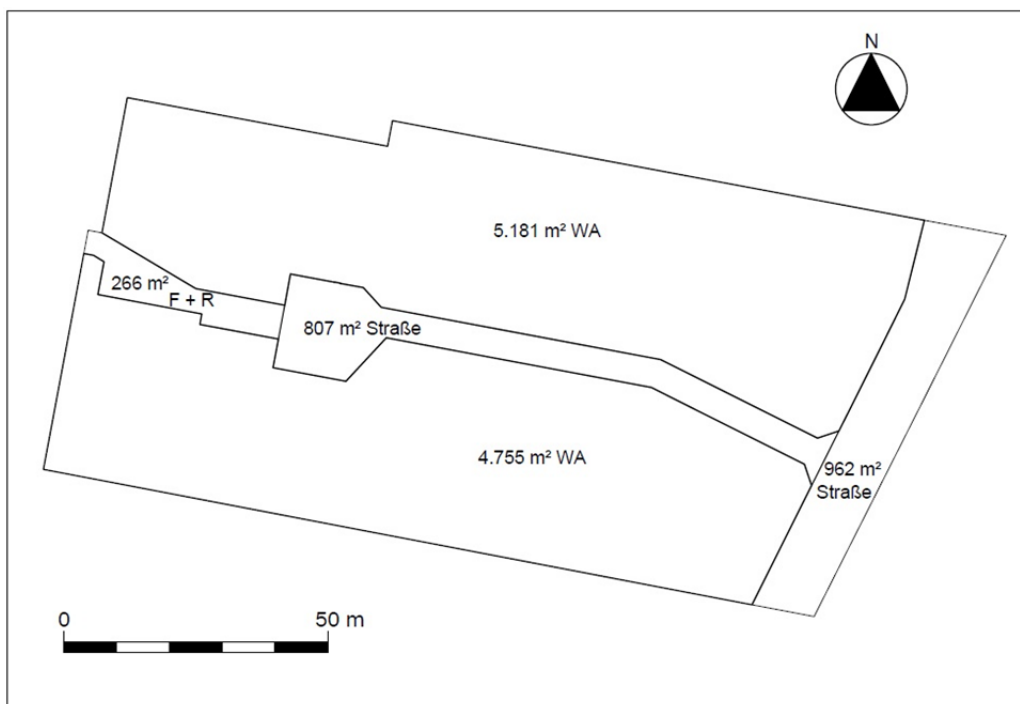 N
5.181 m² WA
266 m²
F + R
807 m² Straße
4.755 m² WA
962 m²
Straße
0 50 m